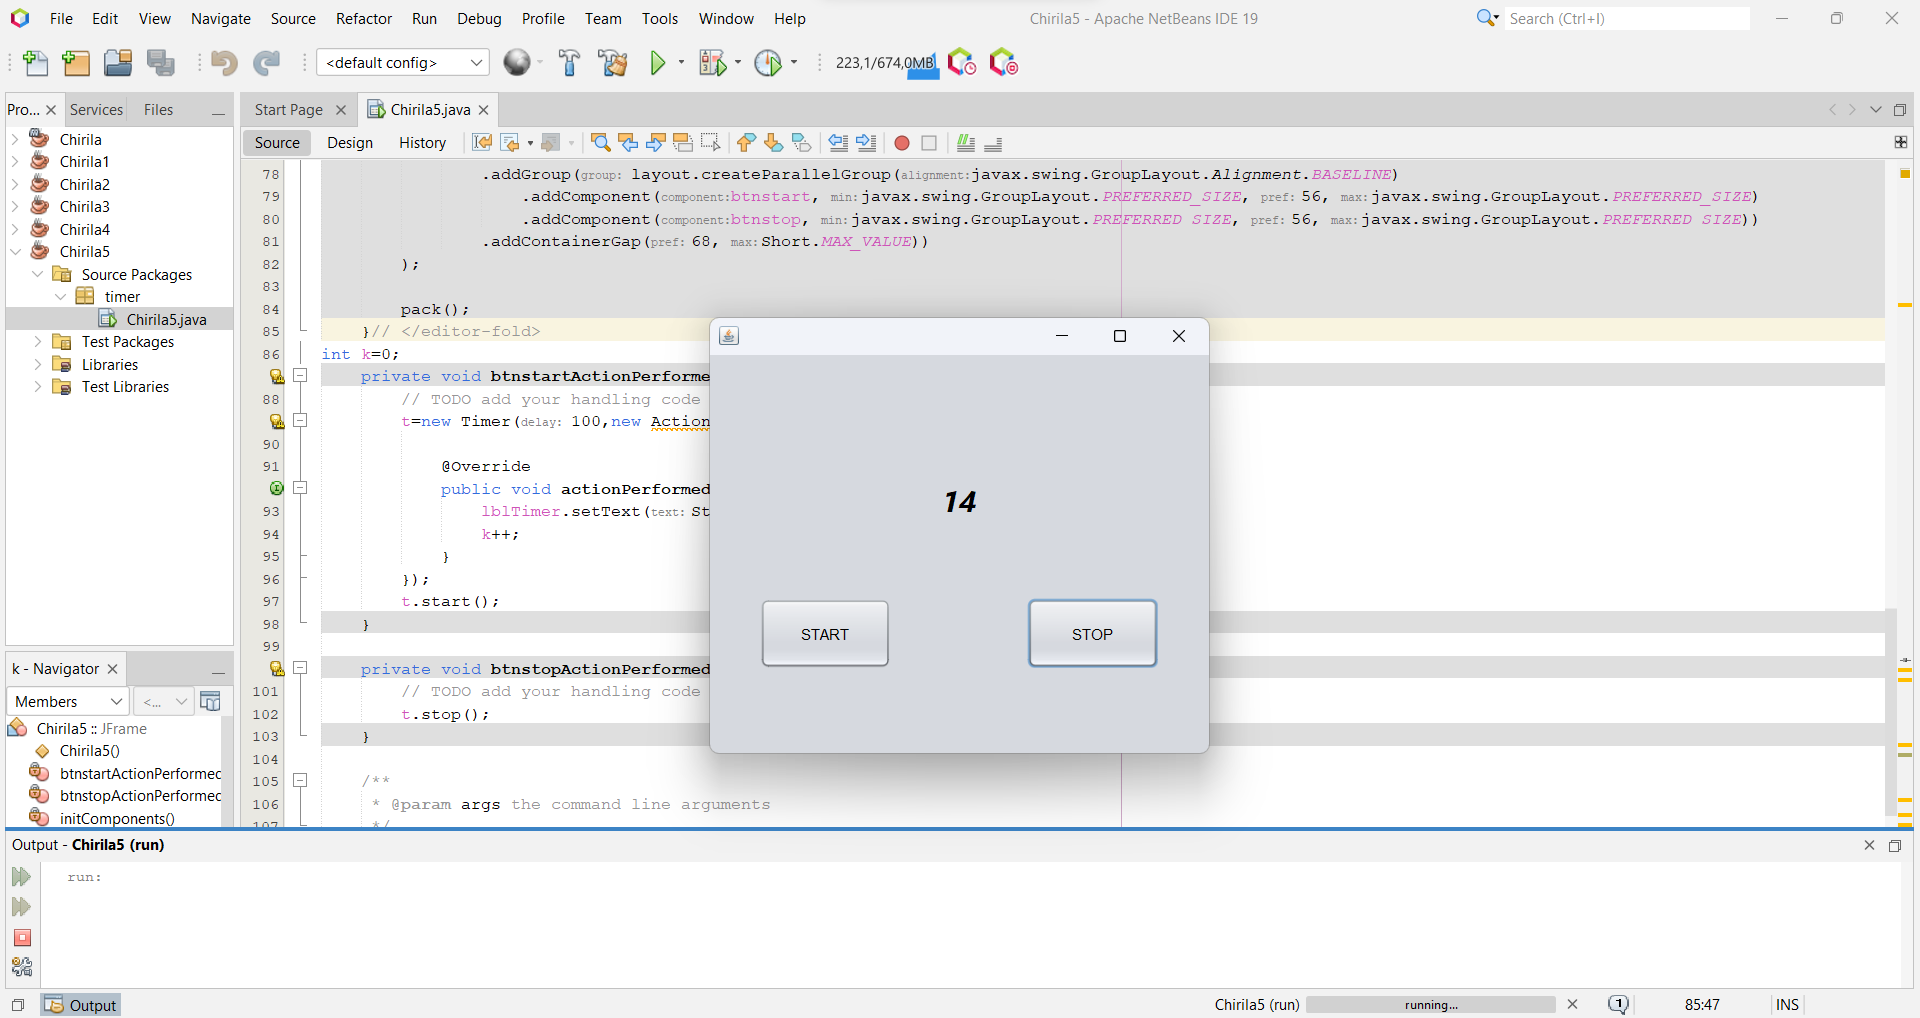 File Edit View Navigate Source Refactor Run Debug Profile Team Tools Window Help
Chirila5 - Apache NetBeans IDE 19
Search (Ctrl+I)
<default config>
223,1/674,0MB
Pro... Services Files
Start Page Chirila5.java
Source Design History
Chirila
Chirila1
Chirila2
Chirila3
Chirila4
Chirila5
Source Packages
timer
Chirila5.java
Test Packages
Libraries
Test Libraries
78 .addGroup(group: layout.createParallelGroup(alignment:javax.swing.GroupLayout.Alignment.BASELINE)
79 .addComponent(component:btnstart, min:javax.swing.GroupLayout.PREFERRED_SIZE, pref: 56, max:javax.swing.GroupLayout.PREFERRED_SIZE)
80 .addComponent(component:btnstop, min:javax.swing.GroupLayout.PREFERRED_SIZE, pref: 56, max:javax.swing.GroupLayout.PREFERRED_SIZE))
81 .addContainerGap(pref: 68, max:Short.MAX_VALUE))
82 );
83
84 pack();
85 }// </editor-fold>
86 int k=0;
private void btnstartActionPerforme
88 // TODO add your handling code
t=new Timer(delay: 100,new Action
90
91 @Override
public void actionPerformed
93 lblTimer.setText(text: St
94 k++;
95 }
96 });
97 t.start();
98 }
99
private void btnstopActionPerformed
101 // TODO add your handling code
102 t.stop();
103 }
104
105 /**
106 * @param args the command line arguments
107 */
14
START STOP
k - Navigator
Members <...
Chirila5 :: JFrame
Chirila5()
btnstartActionPerformed
btnstopActionPerformed
initComponents()
Output - Chirila5 (run)
run:
Output
Chirila5 (run) running... 1 85:47 INS